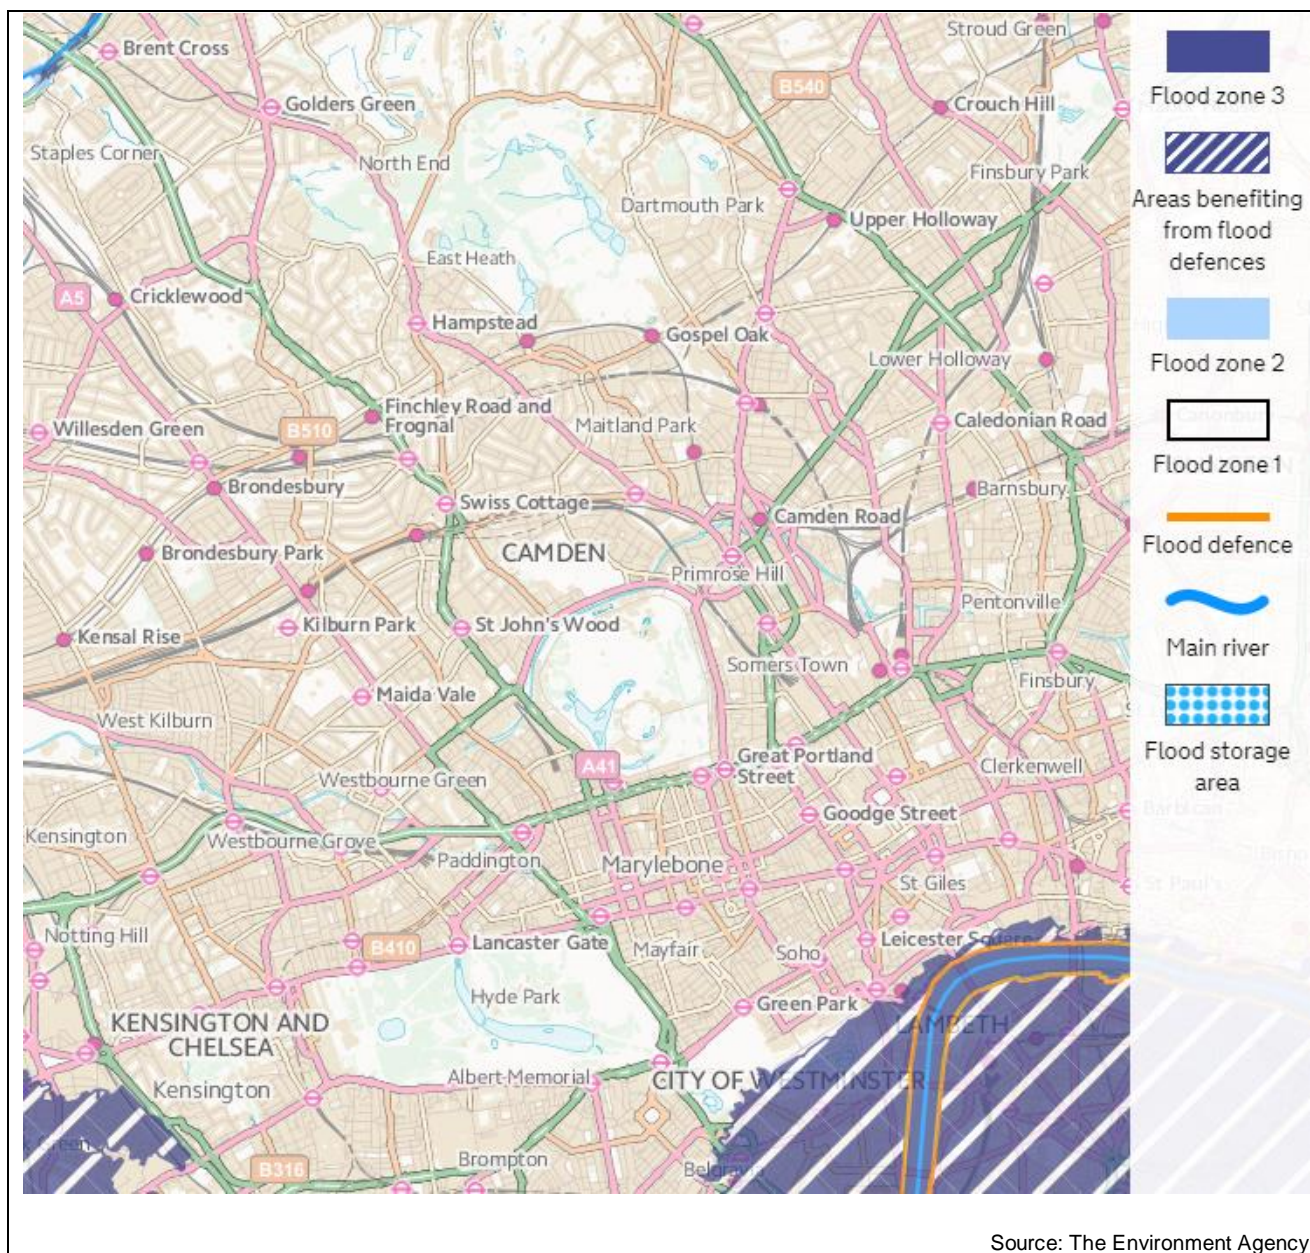 Brent Cross
Golders Green
Staples Corner
North End
Stroud Green
B540
Crouch Hill
Finsbury Park
Dartmouth Park
Upper Holloway
East Heath
A5
Cricklewood
Hampstead
Gospel Oak
Lower Holloway
Finchley Road and
Frognal
Willesden Green
B510
Maitland Park
Caledonian Road
Brondesbury
Swiss Cottage
Barnsbury
Camden Road
Brondesbury Park
CAMDEN
Primrose Hill
Pentonville
Kensal Rise
Kilburn Park
St John's Wood
Somers Town
Finsbury
Maida Vale
West Kilburn
Westbourne Green
A41
Great Portland
Street
Clerkenwell
Goodge Street
Kensington
Westbourne Grove
Paddington
Marylebone
St Giles
Notting Hill
B410
Lancaster Gate
Mayfair
Soho
Leicester Square
Hyde Park
Green Park
KENSINGTON AND
CHELSEA
LAMBETH
Kensington
Albert Memorial
CITY OF WESTMINSTER
B316
Brompton
Belgravia
Flood zone 3
Areas benefiting
from flood
defences
Flood zone 2
Canonbury
Flood zone 1
Flood defence
Main river
Flood storage
area
Barbican
St Paul's
Source: The Environment Agency